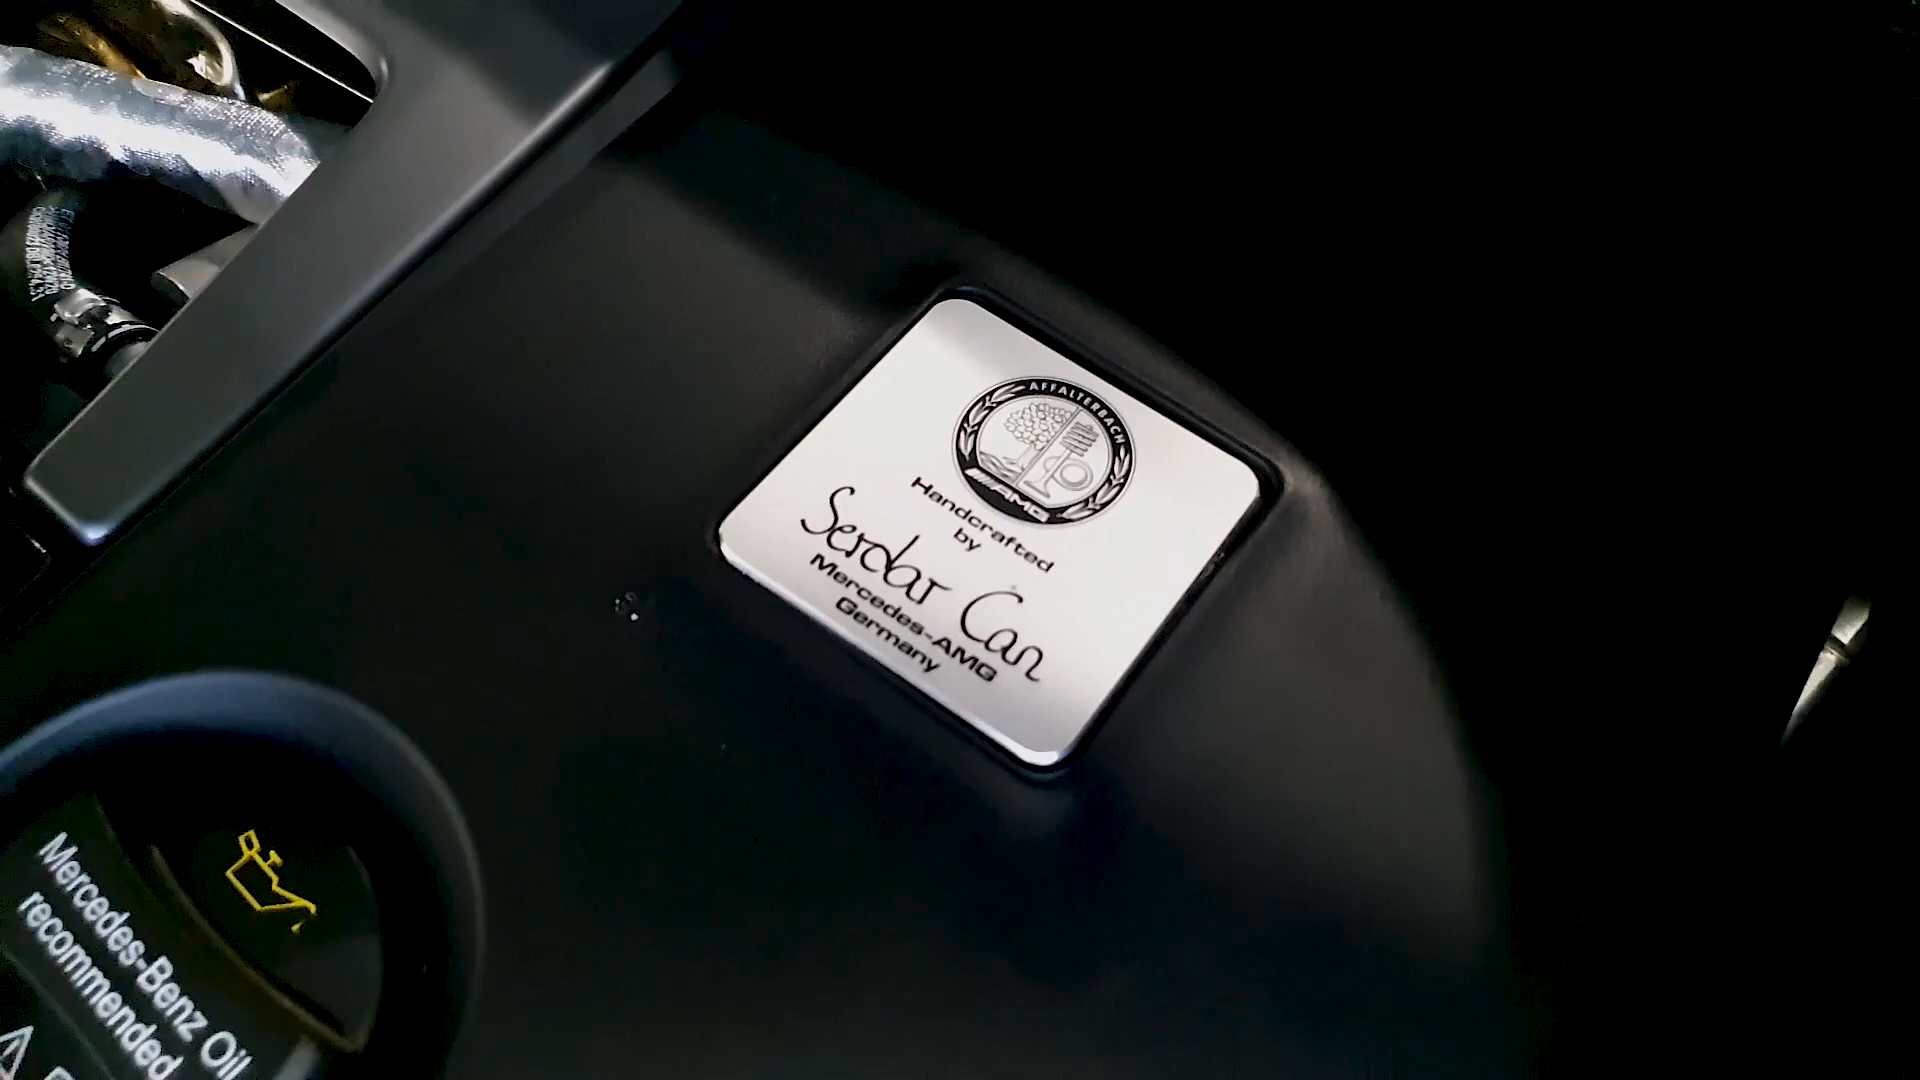 AFFALTERBACH
AMG
Handcrafted
by
Serdar Can
Mercedes-AMG
Germany
Mercedes-Benz Oil
recommended